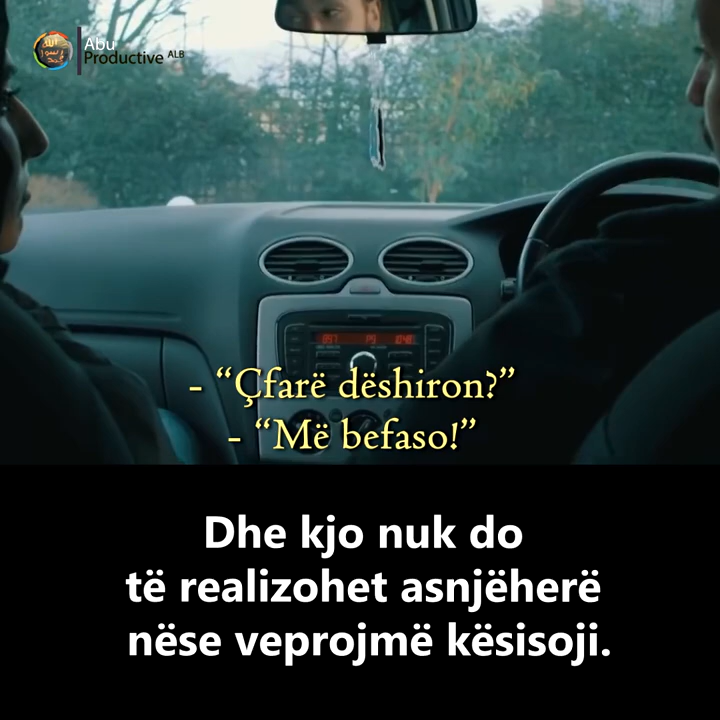 Abu
Productive ALB
- “Çfarë dëshiron?”
- “Më befaso!”
Dhe kjo nuk do
të realizohet asnjëherë
nëse veprojmë kësisoji.